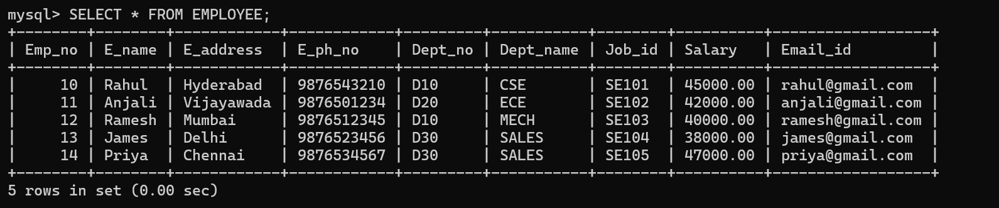 mysql> SELECT * FROM EMPLOYEE;
+--------+--------+------------+------------+---------+-----------+--------+----------+------------------+
| Emp_no | E_name | E_address  | E_ph_no    | Dept_no | Dept_name | Job_id | Salary   | Email_id         |
+--------+--------+------------+------------+---------+-----------+--------+----------+------------------+
|     10 | Rahul  | Hyderabad  | 9876543210 | D10     | CSE       | SE101  | 45000.00 | rahul@gmail.com  |
|     11 | Anjali | Vijayawada | 9876501234 | D20     | ECE       | SE102  | 42000.00 | anjali@gmail.com |
|     12 | Ramesh | Mumbai     | 9876512345 | D10     | MECH      | SE103  | 40000.00 | ramesh@gmail.com |
|     13 | James  | Delhi      | 9876523456 | D30     | SALES     | SE104  | 38000.00 | james@gmail.com  |
|     14 | Priya  | Chennai    | 9876534567 | D30     | SALES     | SE105  | 47000.00 | priya@gmail.com  |
+--------+--------+------------+------------+---------+-----------+--------+----------+------------------+
5 rows in set (0.00 sec)